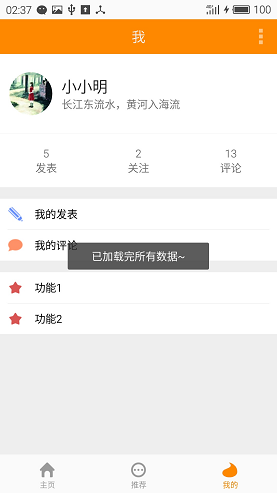 02:37 4G 100
我
小小明
长江东流水，黄河入海流
5 2 13
发表 关注 评论
我的发表
我的评论
已加载完所有数据~
功能1
功能2
主页 推荐 我的